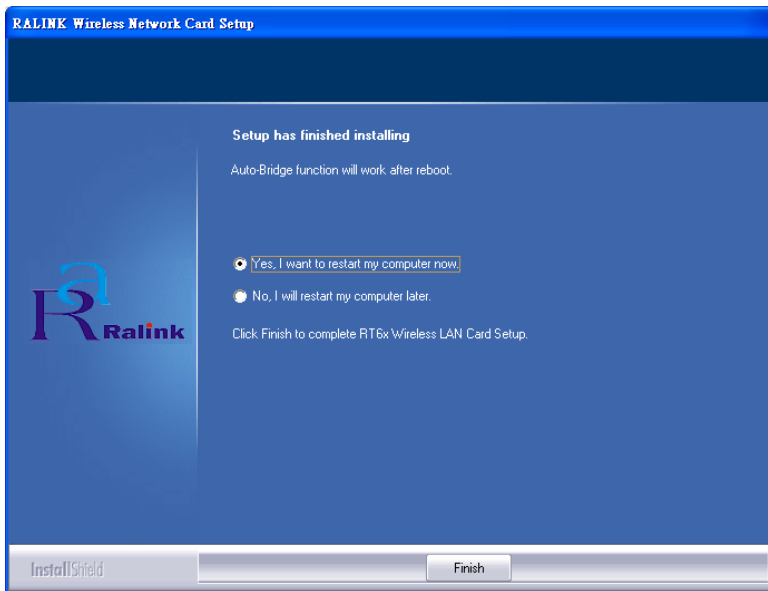 RALINK Wireless Network Card Setup
Setup has finished installing
Auto-Bridge function will work after reboot.
Yes, I want to restart my computer now.
No, I will restart my computer later.
Ralink
Click Finish to complete RT6x Wireless LAN Card Setup.
InstallShield
Finish